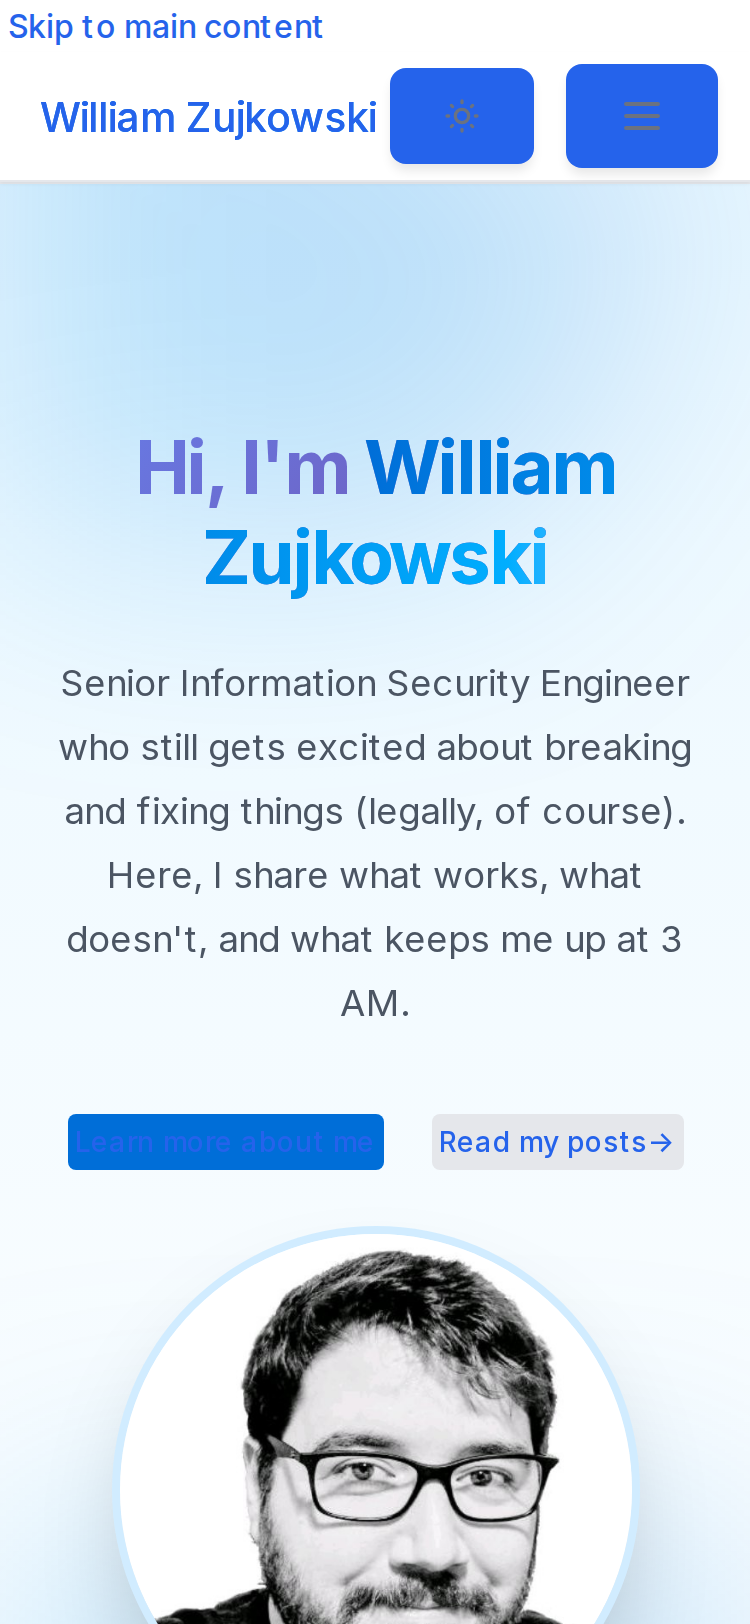 Skip to main content
William Zujkowski
Hi, I'm William
Zujkowski
Senior Information Security Engineer
who still gets excited about breaking
and fixing things (legally, of course).
Here, I share what works, what
doesn't, and what keeps me up at 3
AM.
Learn more about me
Read my posts→